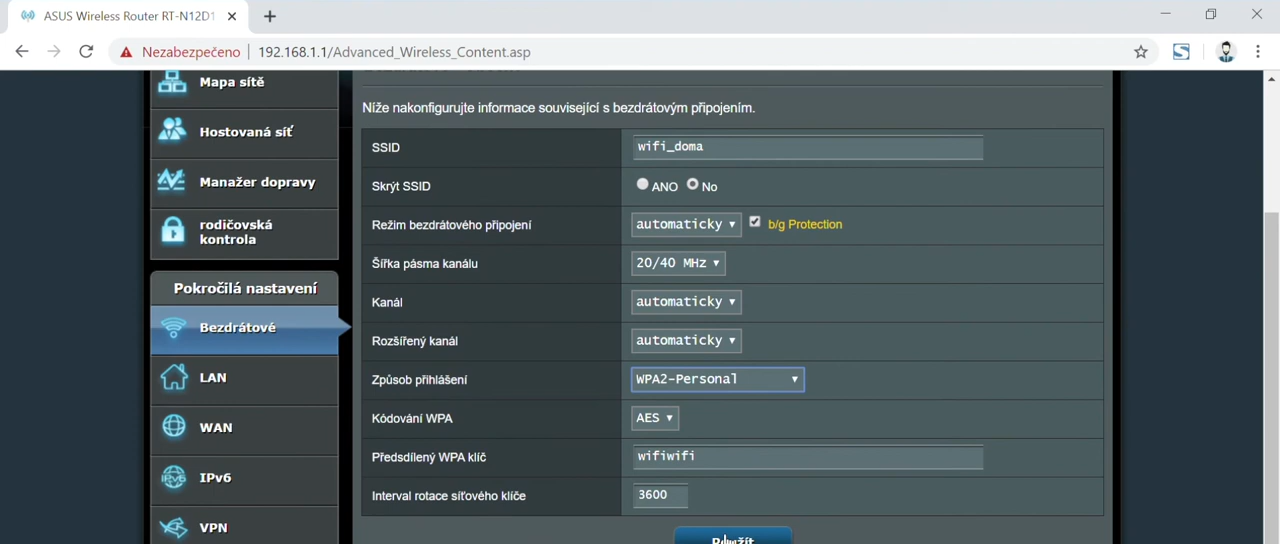 ASUS Wireless Router RT-N12D1
Nezabezpečeno
192.168.1.1/Advanced_Wireless_Content.asp
Mapa sítě
Hostovaná síť
Manažer dopravy
rodičovská
kontrola
Pokročilá nastavení
Bezdrátové
LAN
WAN
IPv6
VPN
Níže nakonfigurujte informace související s bezdrátovým připojením.
SSID wifi_doma
Skrýt SSID ANO No
Režim bezdrátového připojení automaticky b/g Protection
Šířka pásma kanálu 20/40 MHz
Kanál automaticky
Rozšířený kanál automaticky
Způsob přihlášení WPA2-Personal
Kódování WPA AES
Předsdílený WPA klíč wifiwifi
Interval rotace síťového klíče 3600